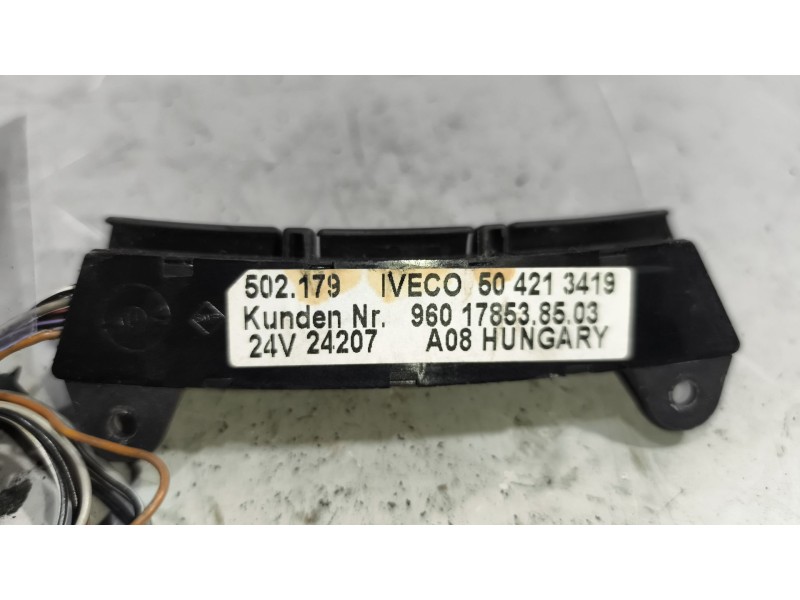 502.179 IVECO 50 421 3419
Kunden Nr. 960 17853.85.03
24V 24207 A08 HUNGARY